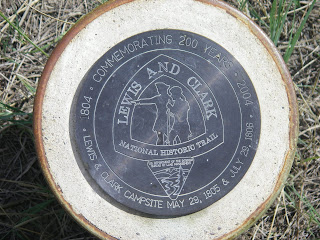 COMMEMORATING 200 YEARS
1804 · 2004
LEWIS AND CLARK
NATIONAL HISTORIC TRAIL
LEWIS & CLARK CAMPSITE MAY 28, 1805 & JULY 29, 1806